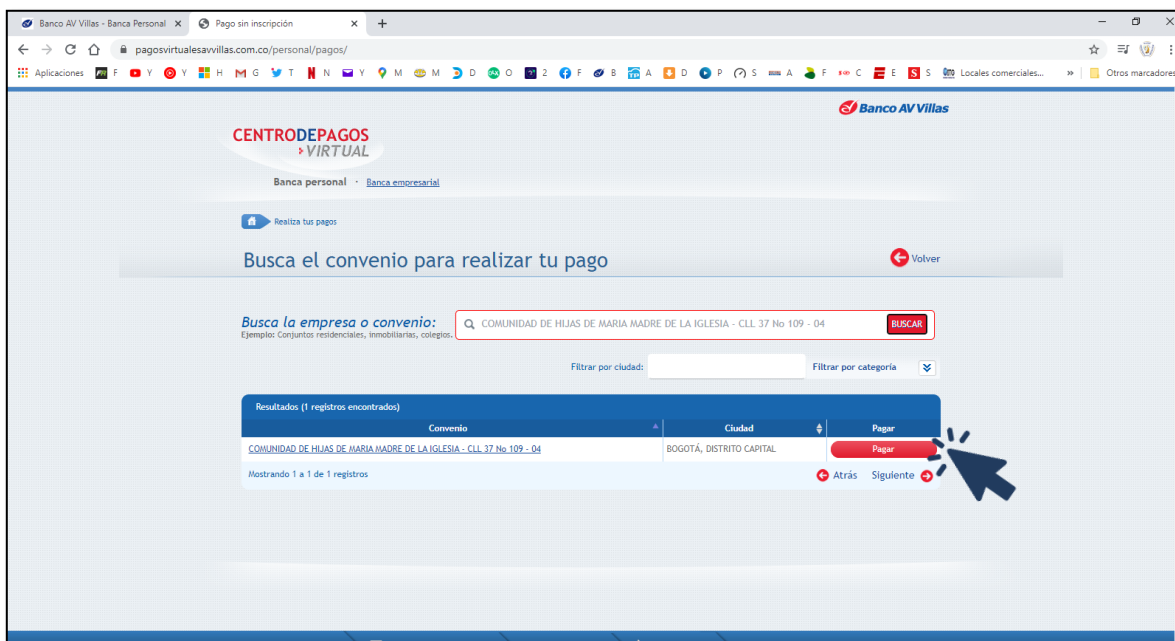 Banco AV Villas - Banca Personal
Pago sin inscripción
pagosvirtualesavvillas.com.co/personal/pagos/
Aplicaciones F Y Y H M G T N N Y M M D O 2 F B A D P S A F C E S Locales comerciales... » Otros marcadores
Banco AV Villas
CENTRODEPAGOS
VIRTUAL
Banca personal · Banca empresarial
Realiza tus pagos
Busca el convenio para realizar tu pago
Volver
Busca la empresa o convenio:
Ejemplo: Conjuntos residenciales, inmobiliarias, colegios.
COMUNIDAD DE HIJAS DE MARIA MADRE DE LA IGLESIA - CLL 37 No 109 - 04
BUSCAR
Filtrar por ciudad:
Filtrar por categoría
Resultados (1 registros encontrados)
Convenio Ciudad Pagar
COMUNIDAD DE HIJAS DE MARIA MADRE DE LA IGLESIA - CLL 37 No 109 - 04 BOGOTÁ, DISTRITO CAPITAL Pagar
Mostrando 1 a 1 de 1 registros
Atrás Siguiente